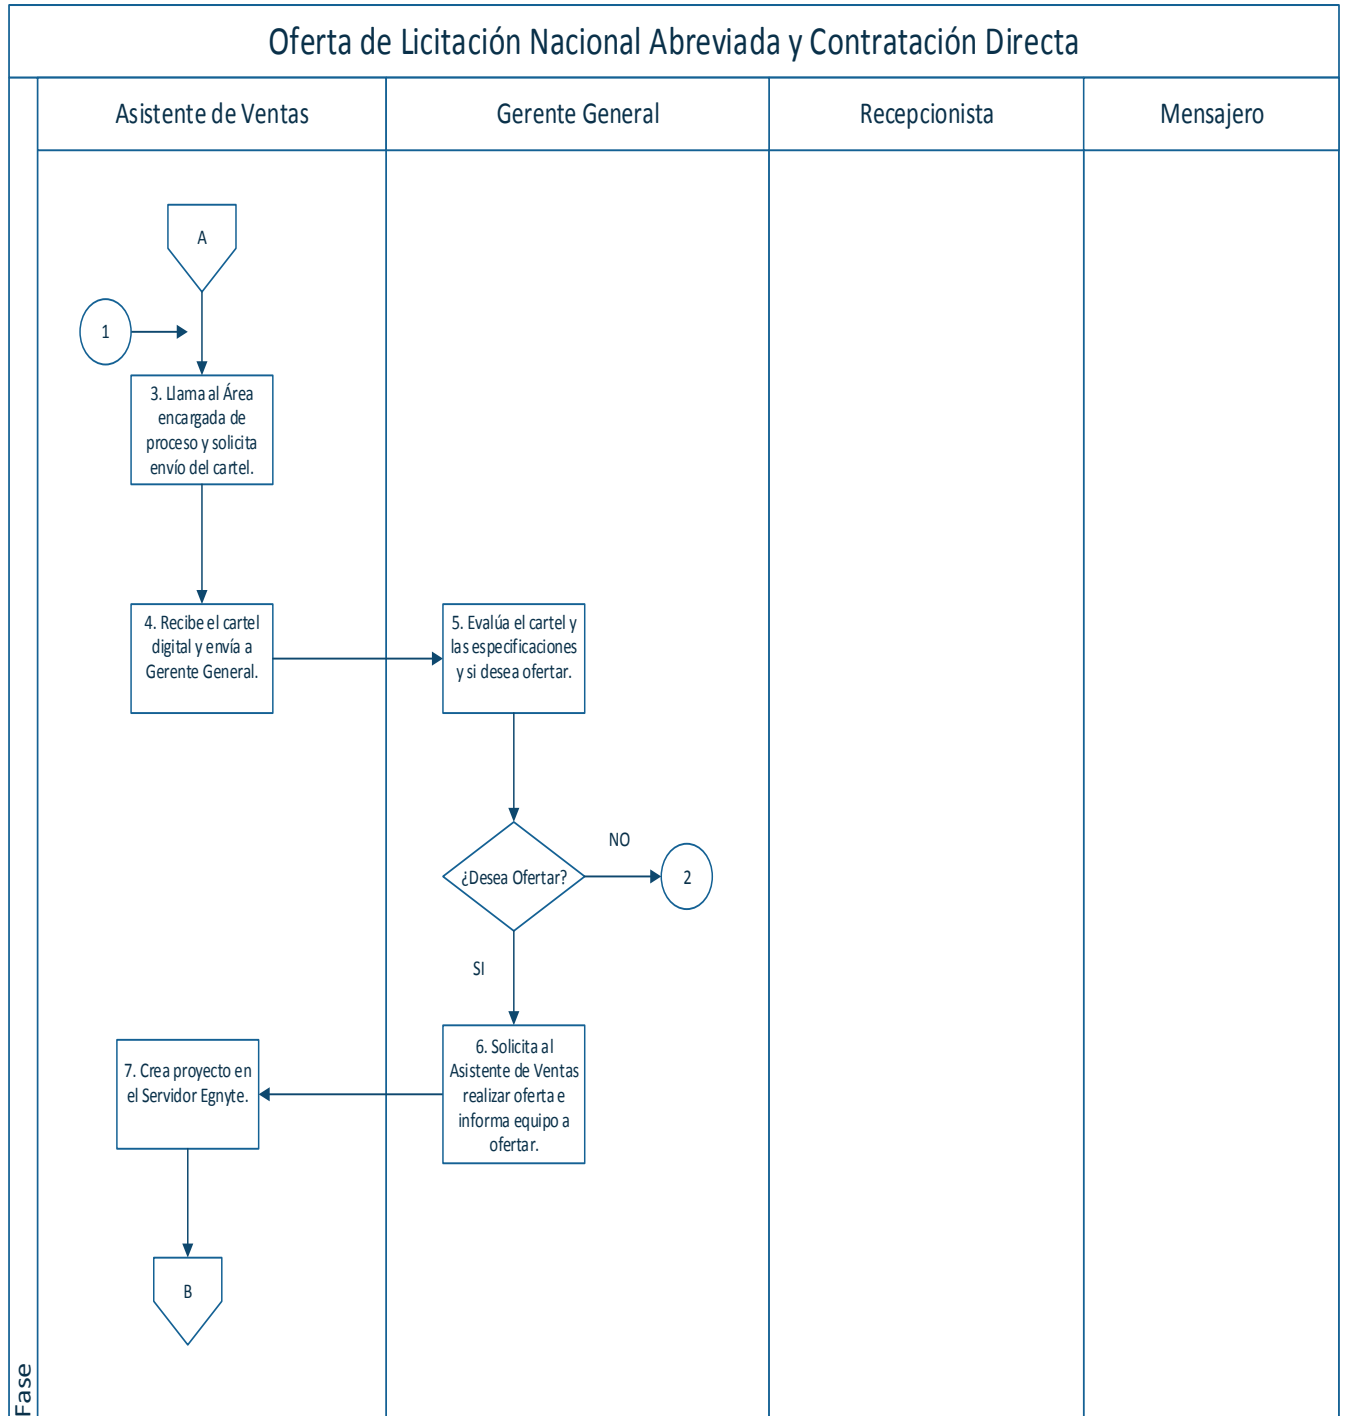 Oferta de Licitación Nacional Abreviada y Contratación Directa
Asistente de Ventas
Gerente General
Recepcionista
Mensajero
A
1
3. Llama al Área
encargada de
proceso y solicita
envío del cartel.
4. Recibe el cartel
digital y envía a
Gerente General.
5. Evalúa el cartel y
las especificaciones
y si desea ofertar.
¿Desea Ofertar?
NO
2
SI
6. Solicita al
Asistente de Ventas
realizar oferta e
informa equipo a
ofertar.
7. Crea proyecto en
el Servidor Egnyte.
B
Fase